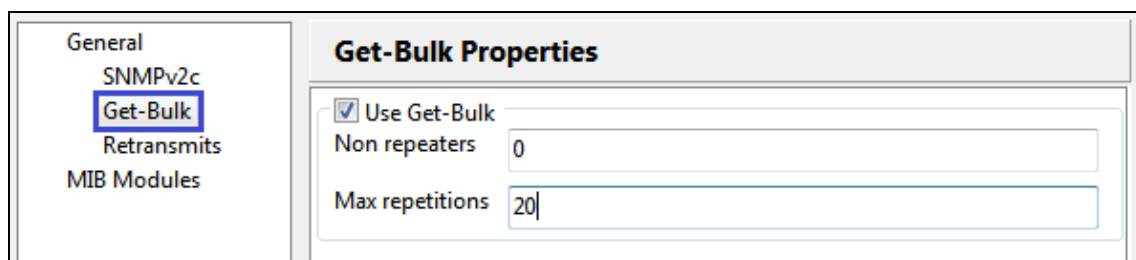 General
SNMPv2c
Get-Bulk
Retransmits
MIB Modules
Get-Bulk Properties
Use Get-Bulk
Non repeaters 0
Max repetitions 20